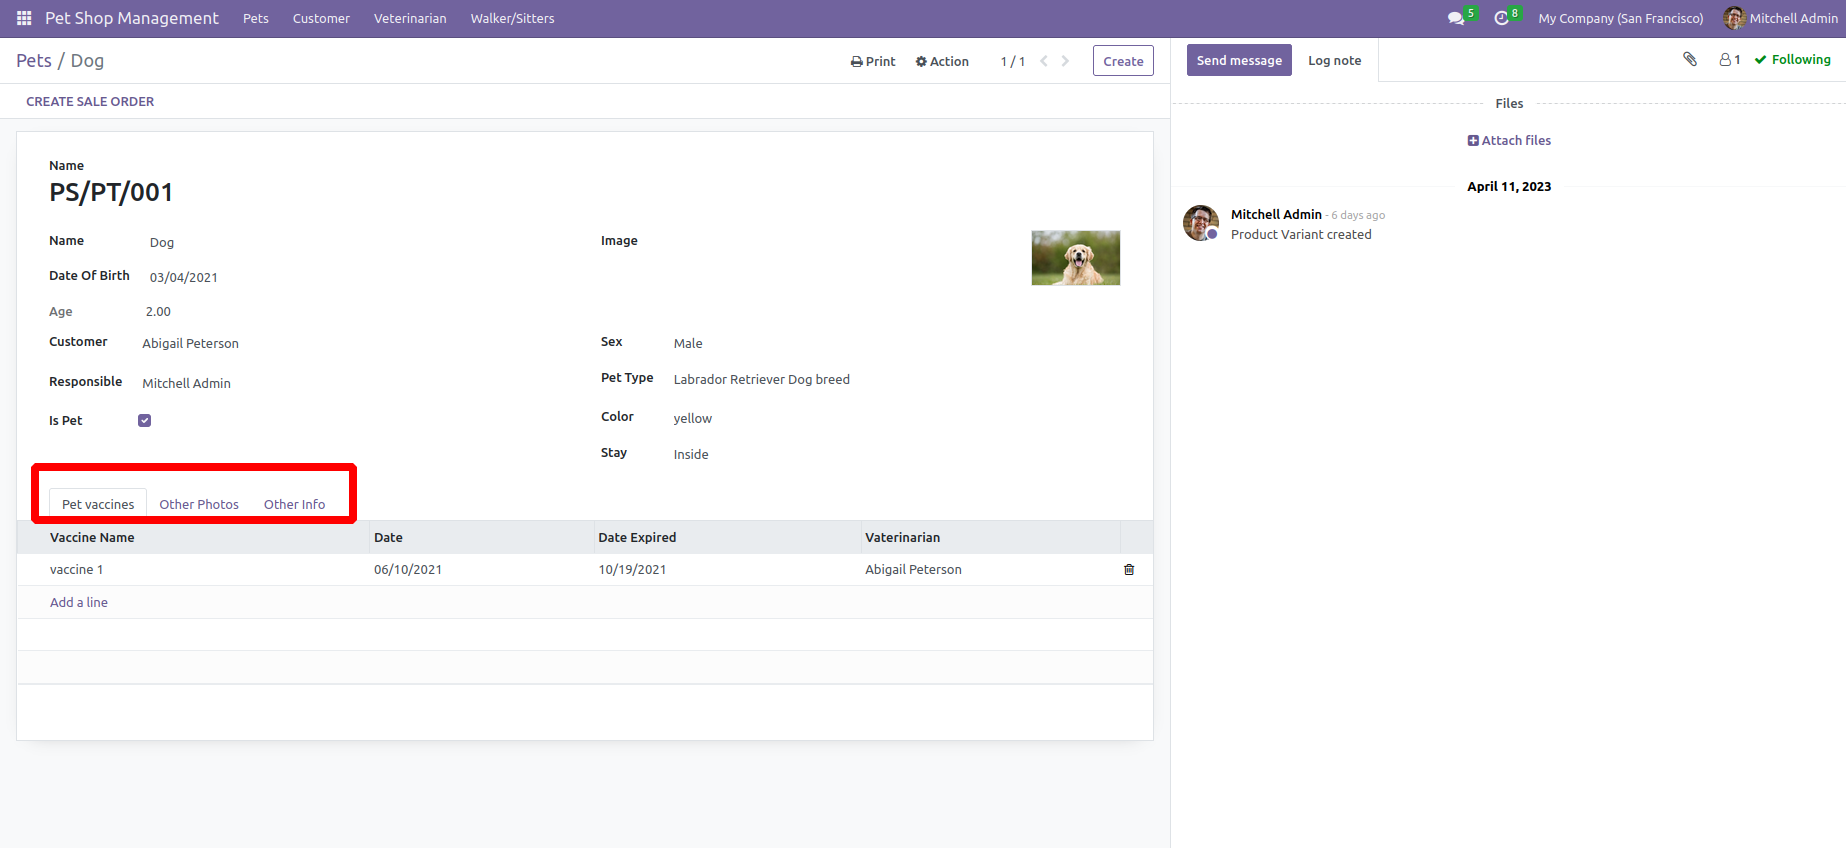 Pet Shop Management Pets Customer Veterinarian Walker/Sitters 5 8 My Company (San Francisco) Mitchell Admin
Pets / Dog Print Action 1 / 1 Create
CREATE SALE ORDER
Name
PS/PT/001
Name Dog Image
Date Of Birth 03/04/2021
Age 2.00
Customer Abigail Peterson Sex Male
Responsible Mitchell Admin Pet Type Labrador Retriever Dog breed
Is Pet Color yellow
Stay Inside
Pet vaccines Other Photos Other Info
Vaccine Name Date Date Expired Vaterinarian
vaccine 1 06/10/2021 10/19/2021 Abigail Peterson
Add a line
Send message Log note 1 Following
Files
Attach files
April 11, 2023
Mitchell Admin - 6 days ago
Product Variant created